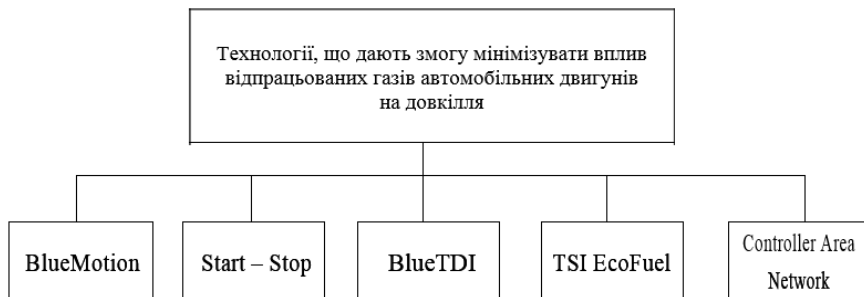 Технології, що дають змогу мінімізувати вплив
відпрацьованих газів автомобільних двигунів
на довкілля
BlueMotion
Start – Stop
BlueTDI
TSI EcoFuel
Controller Area
Network